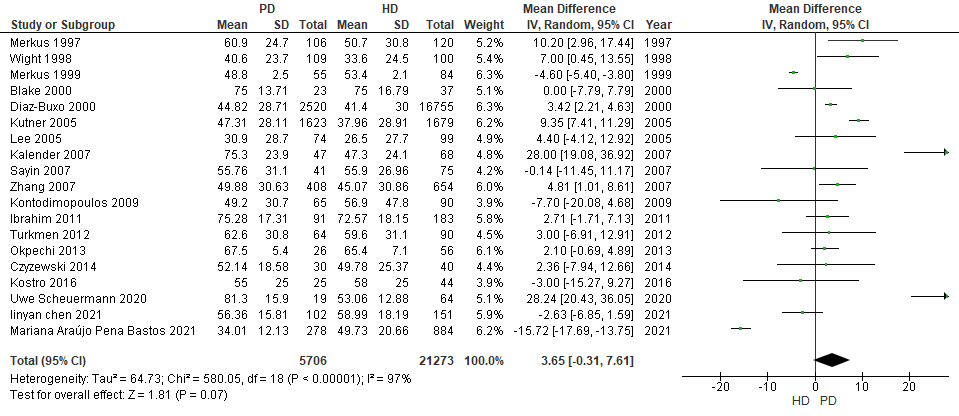 PD HD Mean Difference Mean Difference
Study or Subgroup Mean SD Total Mean SD Total Weight IV, Random, 95% CI Year IV, Random, 95% CI
Merkus 1997 60.9 24.7 106 50.7 30.8 120 5.2% 10.20 [2.96, 17.44] 1997
Wight 1998 40.6 23.7 109 33.6 24.5 100 5.4% 7.00 [0.45, 13.55] 1998
Merkus 1999 48.8 2.5 55 53.4 2.1 84 6.5% -4.60 [-5.40, -3.80] 1999
Blake 2000 75 13.71 23 75 16.79 37 5.0% 0.00 [-7.79, 7.79] 2000
Diaz-Buxo 2000 44.82 28.71 2520 41.4 30 16755 6.5% 3.42 [2.21, 4.63] 2000
Kutner 2005 47.31 28.11 1623 37.96 28.91 1679 6.4% 9.35 [7.41, 11.29] 2005
Lee 2005 30.9 28.7 74 26.5 27.7 99 4.9% 4.40 [-4.12, 12.92] 2005
Kalender 2007 75.3 23.9 47 47.3 24.1 68 4.8% 28.00 [19.08, 36.92] 2007
Sayin 2007 55.76 31.1 41 55.9 26.96 75 4.2% -0.14 [-11.45, 11.17] 2007
Zhang 2007 49.88 30.63 408 45.07 30.86 654 6.2% 4.81 [1.01, 8.61] 2007
Kontodimopoulos 2009 49.2 30.7 65 56.9 47.8 90 4.0% -7.70 [-20.08, 4.68] 2009
Ibrahim 2011 75.28 17.31 91 72.57 18.15 183 6.0% 2.71 [-1.71, 7.13] 2011
Turkmen 2012 62.6 30.8 64 59.6 31.1 90 4.6% 3.00 [-6.91, 12.91] 2012
Okpechi 2013 67.5 5.4 26 65.4 7.1 56 6.3% 2.10 [-0.69, 4.89] 2013
Czyzewski 2014 52.14 18.58 30 49.78 25.37 40 4.5% 2.36 [-7.94, 12.66] 2014
Kostro 2016 55 25 25 58 25 44 4.0% -3.00 [-15.27, 9.27] 2016
Uwe Scheuermann 2020 81.3 15.9 19 53.06 12.88 64 5.0% 28.24 [20.43, 36.05] 2020
linyan chen 2021 56.36 15.81 102 58.99 18.19 151 6.1% -2.63 [-6.85, 1.59] 2021
Mariana Araújo Pena Bastos 2021 34.01 12.13 278 49.73 20.66 884 6.4% -15.72 [-17.69, -13.75] 2021
Total (95% CI) 5706 21273 100.0% 3.65 [-0.31, 7.61]
Heterogeneity: Tau² = 64.73; Chi² = 580.05, df = 18 (P < 0.00001); I² = 97%
Test for overall effect: Z = 1.81 (P = 0.07)
-20 -10 0 10 20
HD PD